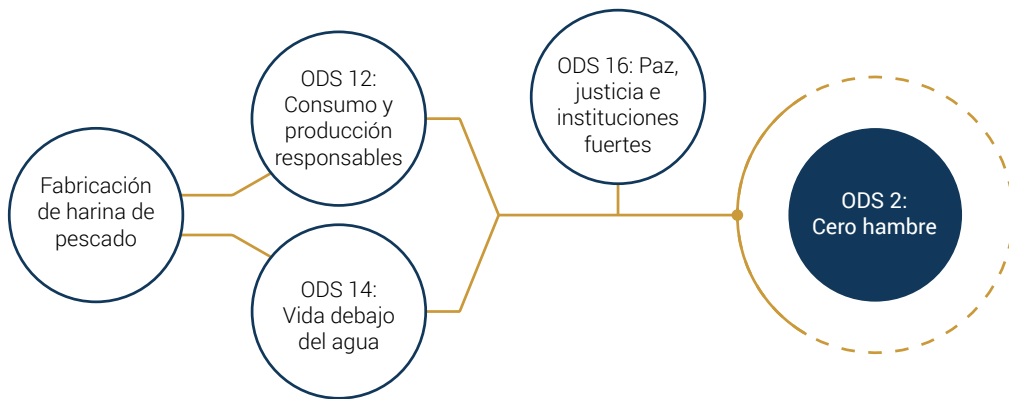 Fabricación
de harina de
pescado
ODS 12:
Consumo y
producción
responsables
ODS 14:
Vida debajo
del agua
ODS 16: Paz,
justicia e
instituciones
fuertes
ODS 2:
Cero hambre